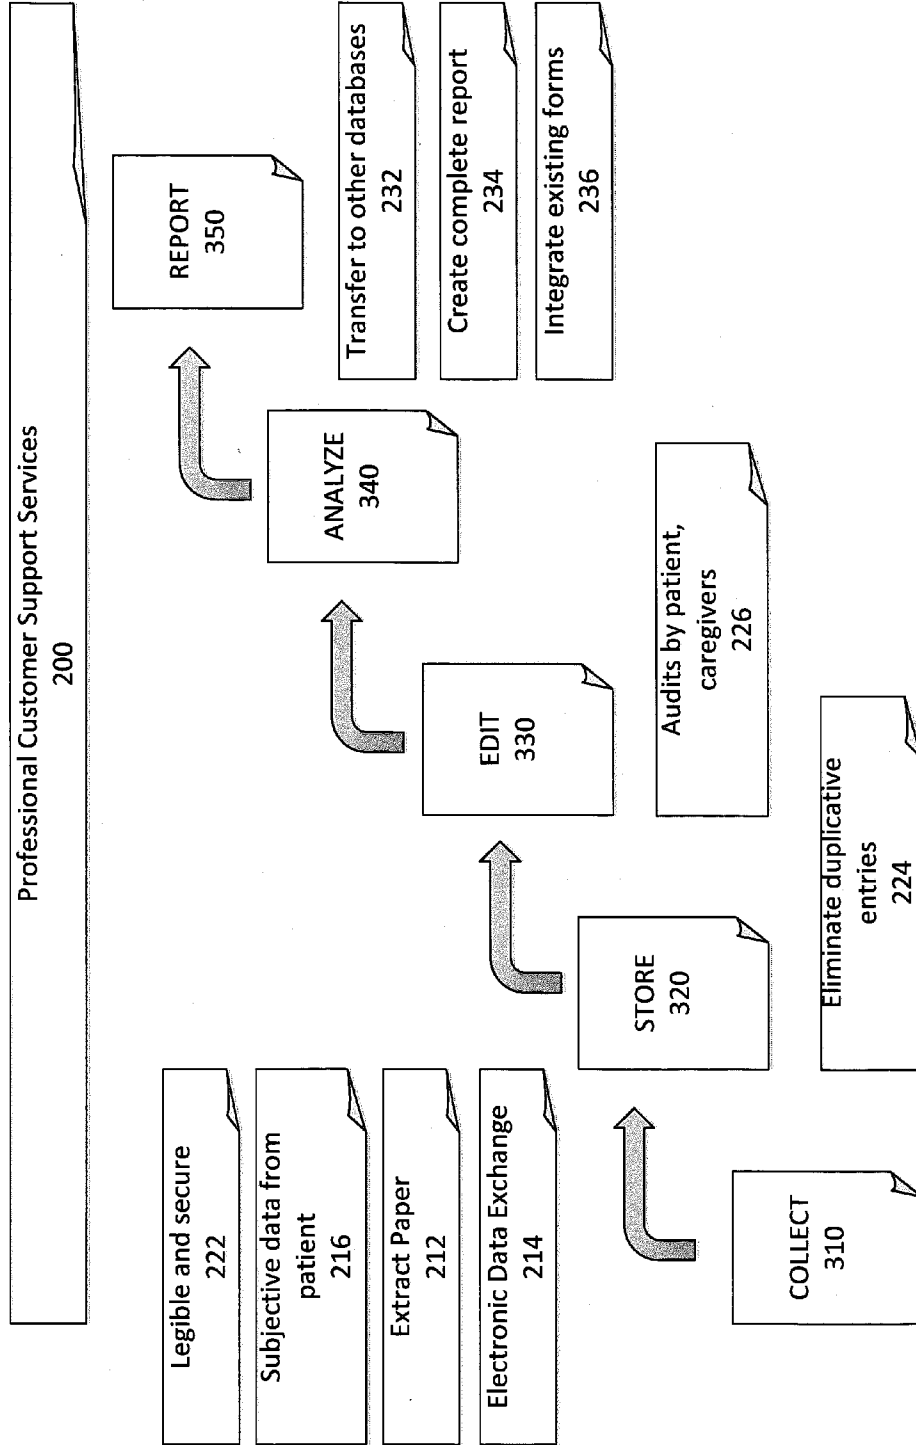 Professional Customer Support Services
200
Legible and secure
222
Subjective data from
patient
216
Extract Paper
212
Electronic Data Exchange
214
COLLECT
310
STORE
320
EDIT
330
ANALYZE
340
REPORT
350
Eliminate duplicative
entries
224
Audits by patient,
caregivers
226
Transfer to other databases
232
Create complete report
234
Integrate existing forms
236